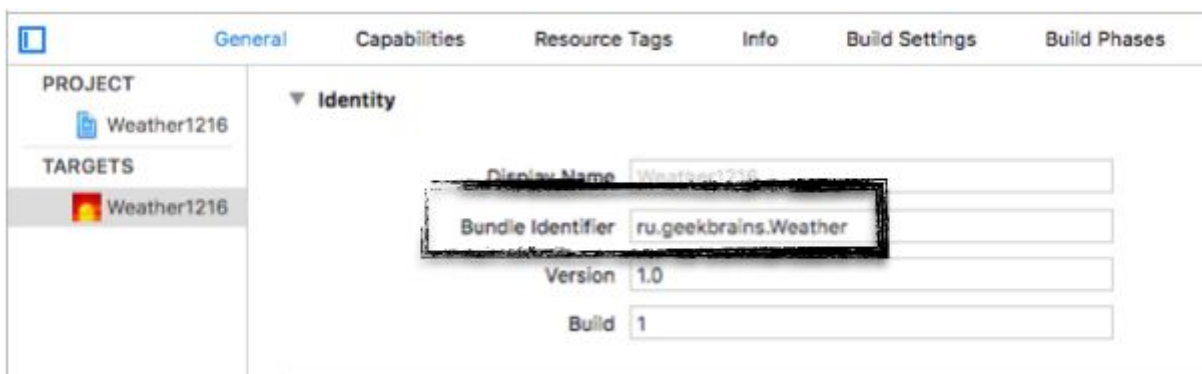 General Capabilities Resource Tags Info Build Settings Build Phases
PROJECT
Weather1216
TARGETS
Weather1216
Identity
Display Name Weather1216
Bundle Identifier ru.geekbrains.Weather
Version 1.0
Build 1